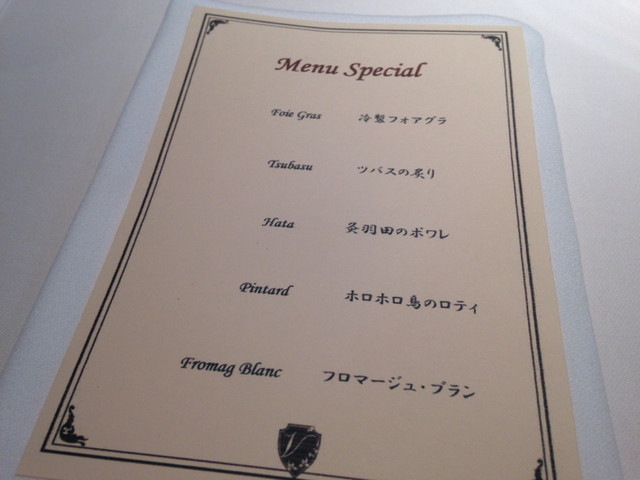 Menu Special
Foie Gras 冷製フォアグラ
Tsubasu ツバスの炙り
Hata 灸羽田のポワレ
Pintard ホロホロ鳥のロティ
Fromag Blanc フロマージュ・ブラン
V